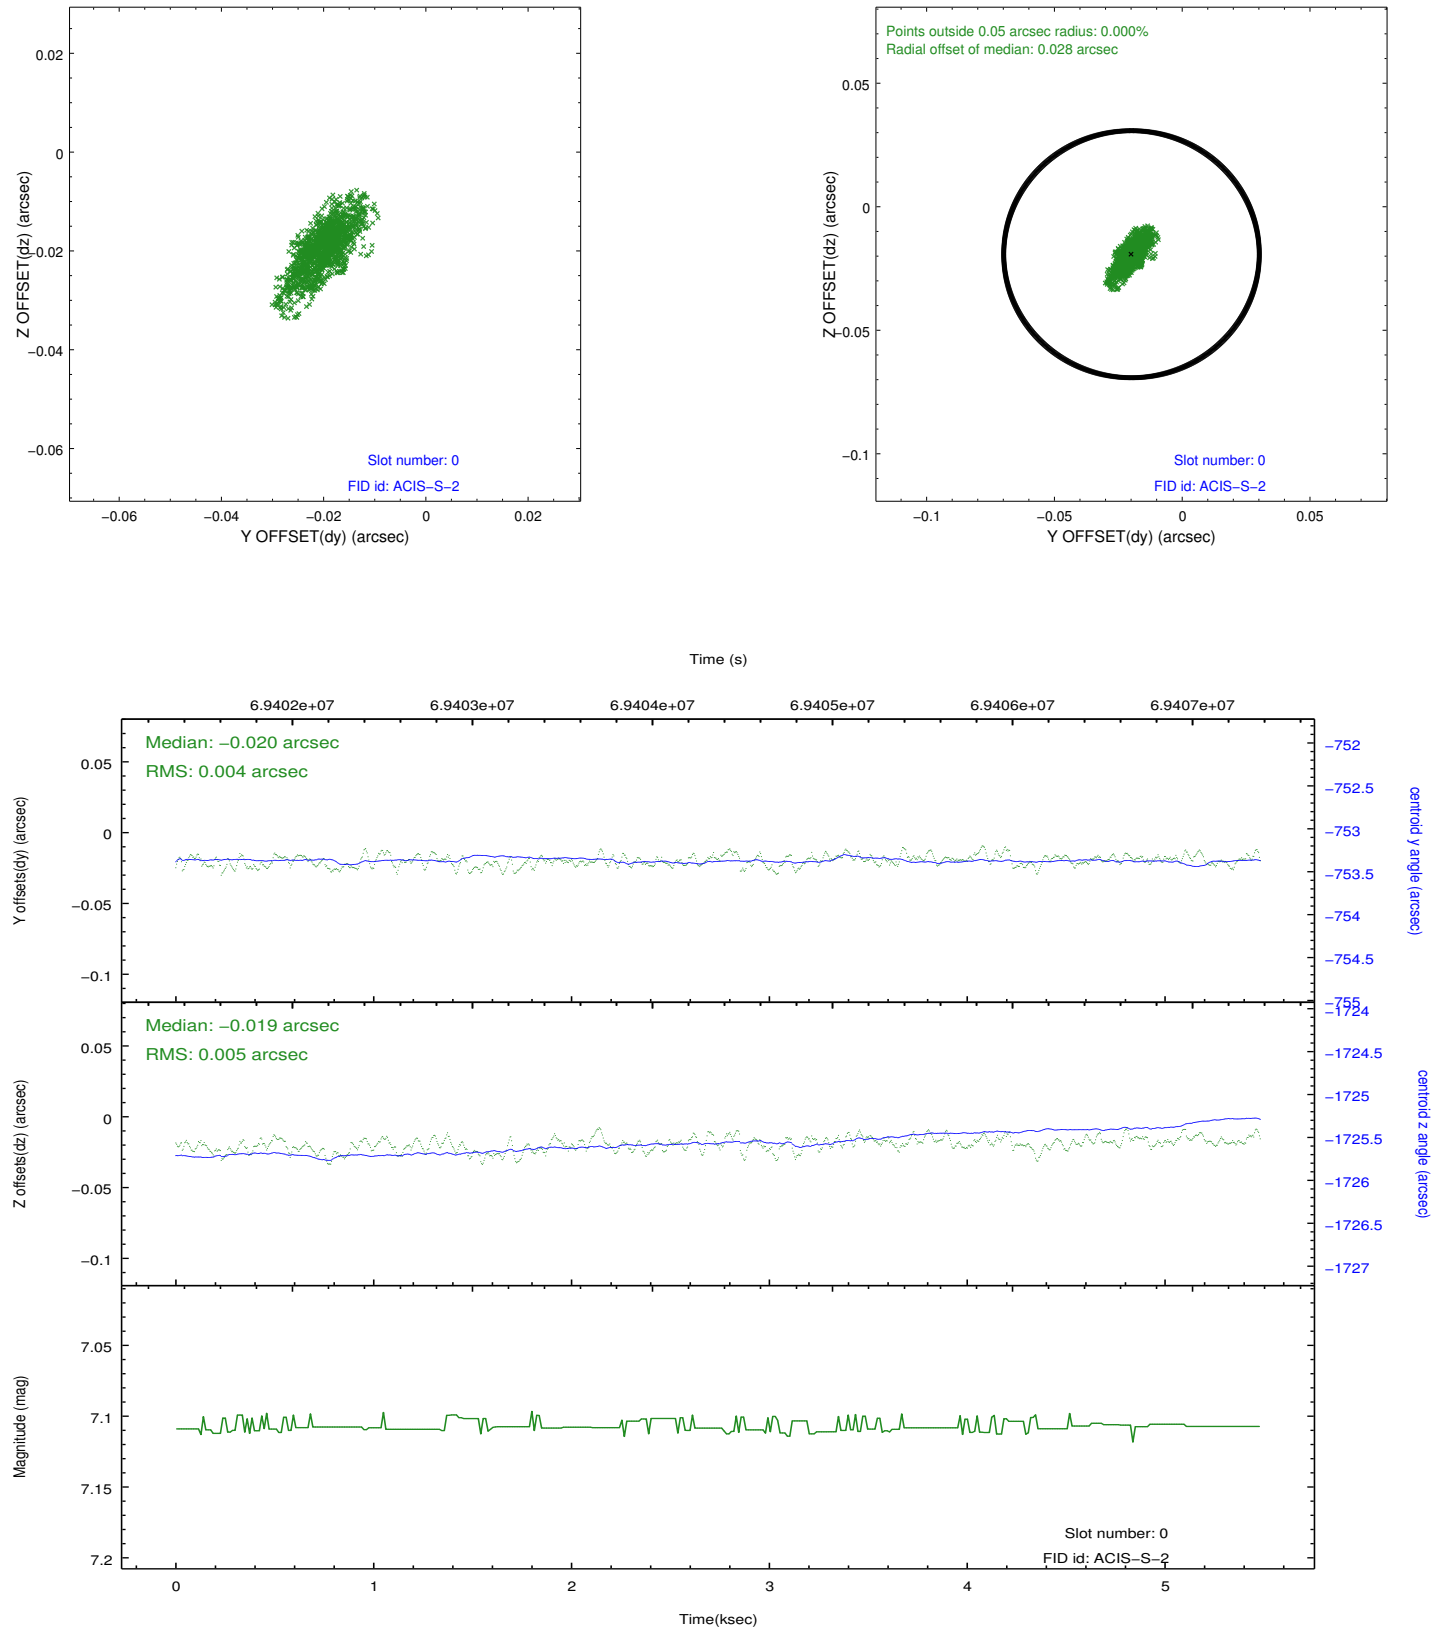 0.02
0
−0.02
−0.04
−0.06
Z OFFSET(dz) (arcsec)
Slot number: 0
FID id: ACIS−S−2
−0.06 −0.04 −0.02 0 0.02
Y OFFSET(dy) (arcsec)
Points outside 0.05 arcsec radius: 0.000%
Radial offset of median: 0.028 arcsec
0.05
0
−0.05
−0.1
Z OFFSET(dz) (arcsec)
Slot number: 0
FID id: ACIS−S−2
−0.1 −0.05 0 0.05
Y OFFSET(dy) (arcsec)
Time (s)
6.9402e+07 6.9403e+07 6.9404e+07 6.9405e+07 6.9406e+07 6.9407e+07
Median: −0.020 arcsec
RMS: 0.004 arcsec
0.05
0
−0.05
−0.1
Y offsets(dy) (arcsec)
−752
−752.5
−753
−753.5
−754
−754.5
−755
centroid y angle (arcsec)
Median: −0.019 arcsec
RMS: 0.005 arcsec
0.05
0
−0.05
−0.1
Z offsets(dz) (arcsec)
−1724
−1724.5
−1725
−1725.5
−1726
−1726.5
−1727
centroid z angle (arcsec)
7.05
7.1
7.15
7.2
Magnitude (mag)
Slot number: 0
FID id: ACIS−S−2
0 1 2 3 4 5
Time(ksec)